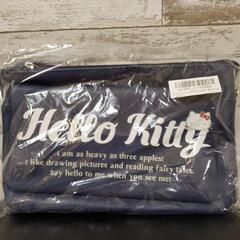 Hello Kitty
I am as heavy as three apples!
I like drawing pictures and reading fairy tales.
say hello to me when you see me!